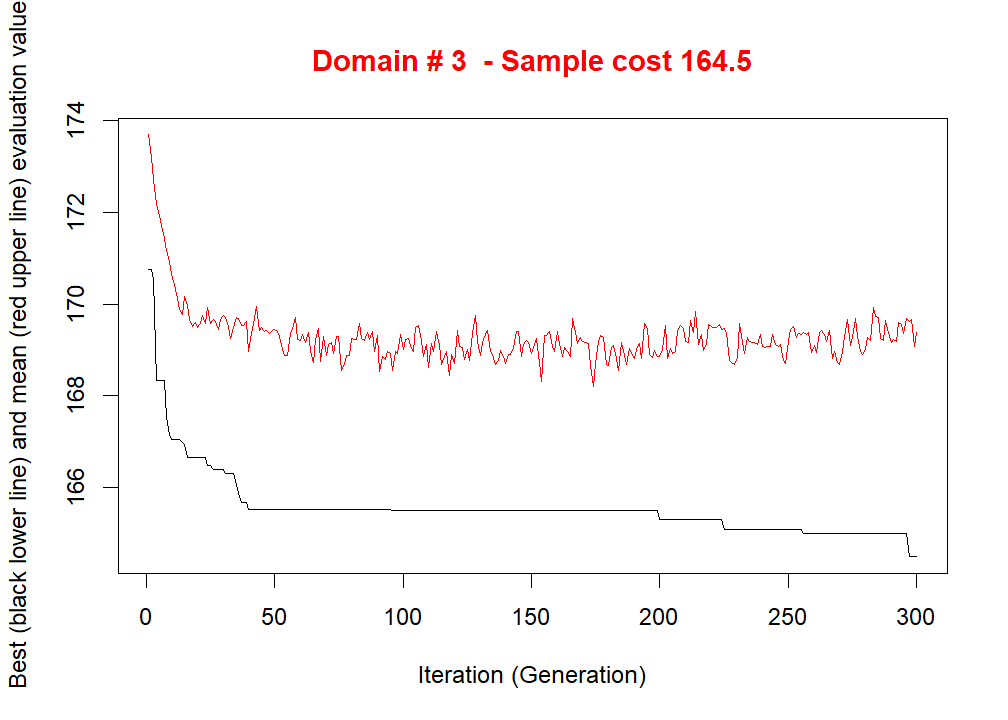 Domain # 3  - Sample cost 164.5
Best (black lower line) and mean (red upper line) evaluation value
174
172
170
168
166
0 50 100 150 200 250 300
Iteration (Generation)